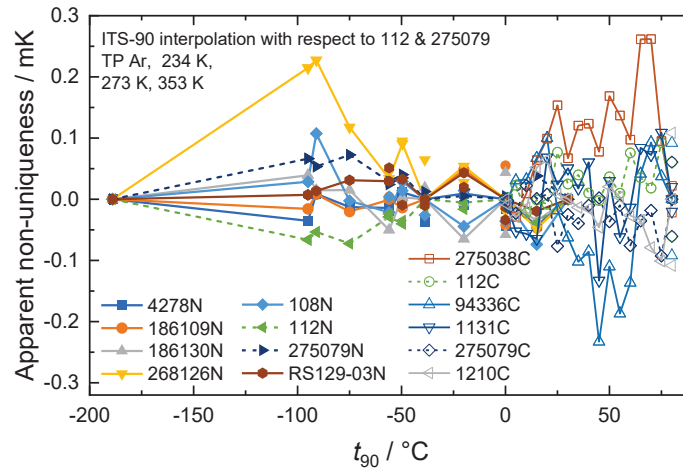 0.3
0.2
0.1
0.0
-0.1
-0.2
-0.3
Apparent non-uniqueness / mK
ITS-90 interpolation with respect to 112 & 275079
TP Ar, 234 K,
273 K, 353 K
4278N
186109N
186130N
268126N
108N
112N
275079N
RS129-03N
275038C
112C
94336C
1131C
275079C
1210C
-200
-150
-100
-50
0
50
t90 / °C